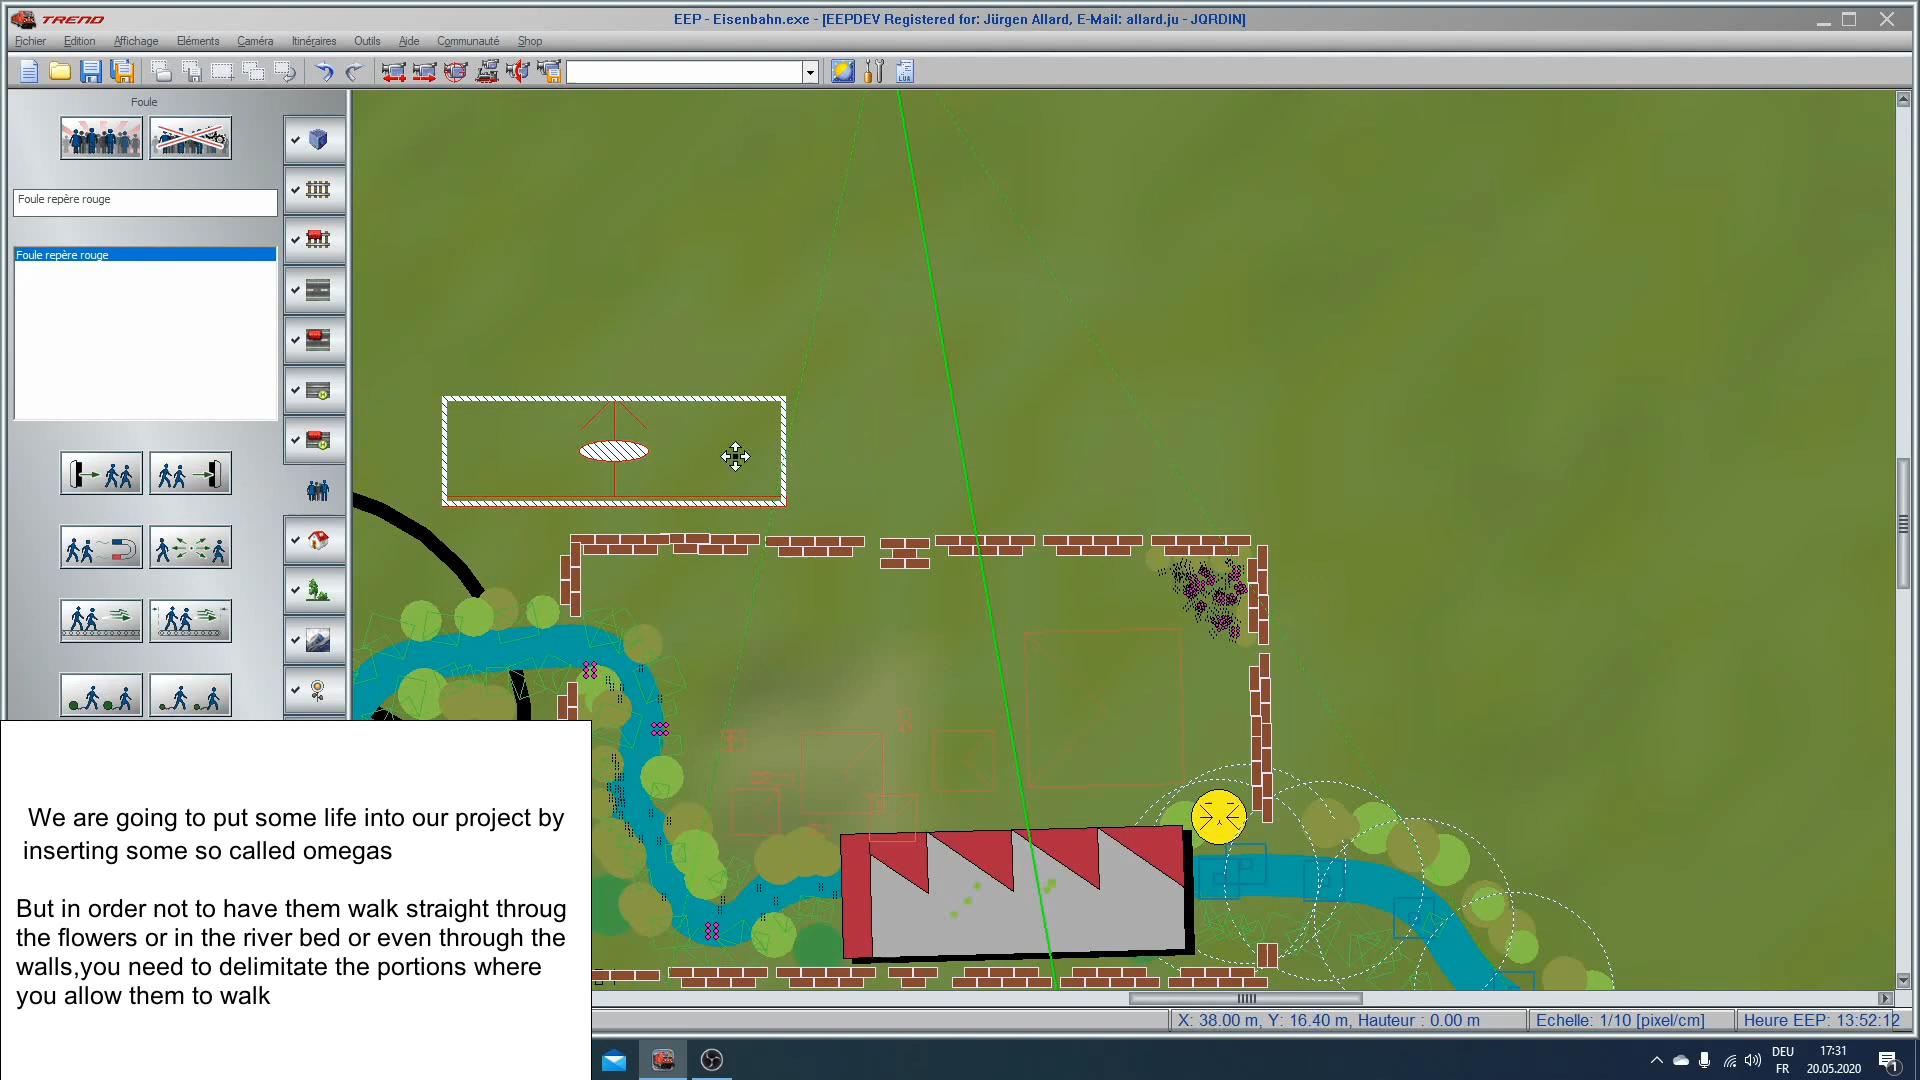 TREND
EEP - Eisenbahn.exe - [EEPDEV Registered for: Jürgen Allard, E-Mail: allard.ju - JQRDIN]
Fichier Edition Affichage Eléments Caméra Itinéraires Outils Aide Communauté Shop
LUA
Foule
Foule repère rouge
Foule repère rouge
We are going to put some life into our project by
inserting some so called omegas
But in order not to have them walk straight throug
the flowers or in the river bed or even through the
walls,you need to delimitate the portions where
you allow them to walk
X: 38.00 m, Y: 16.40 m, Hauteur : 0.00 m
Echelle: 1/10 [pixel/cm]
Heure EEP: 13:52:12
DEU
FR
17:31
20.05.2020
1